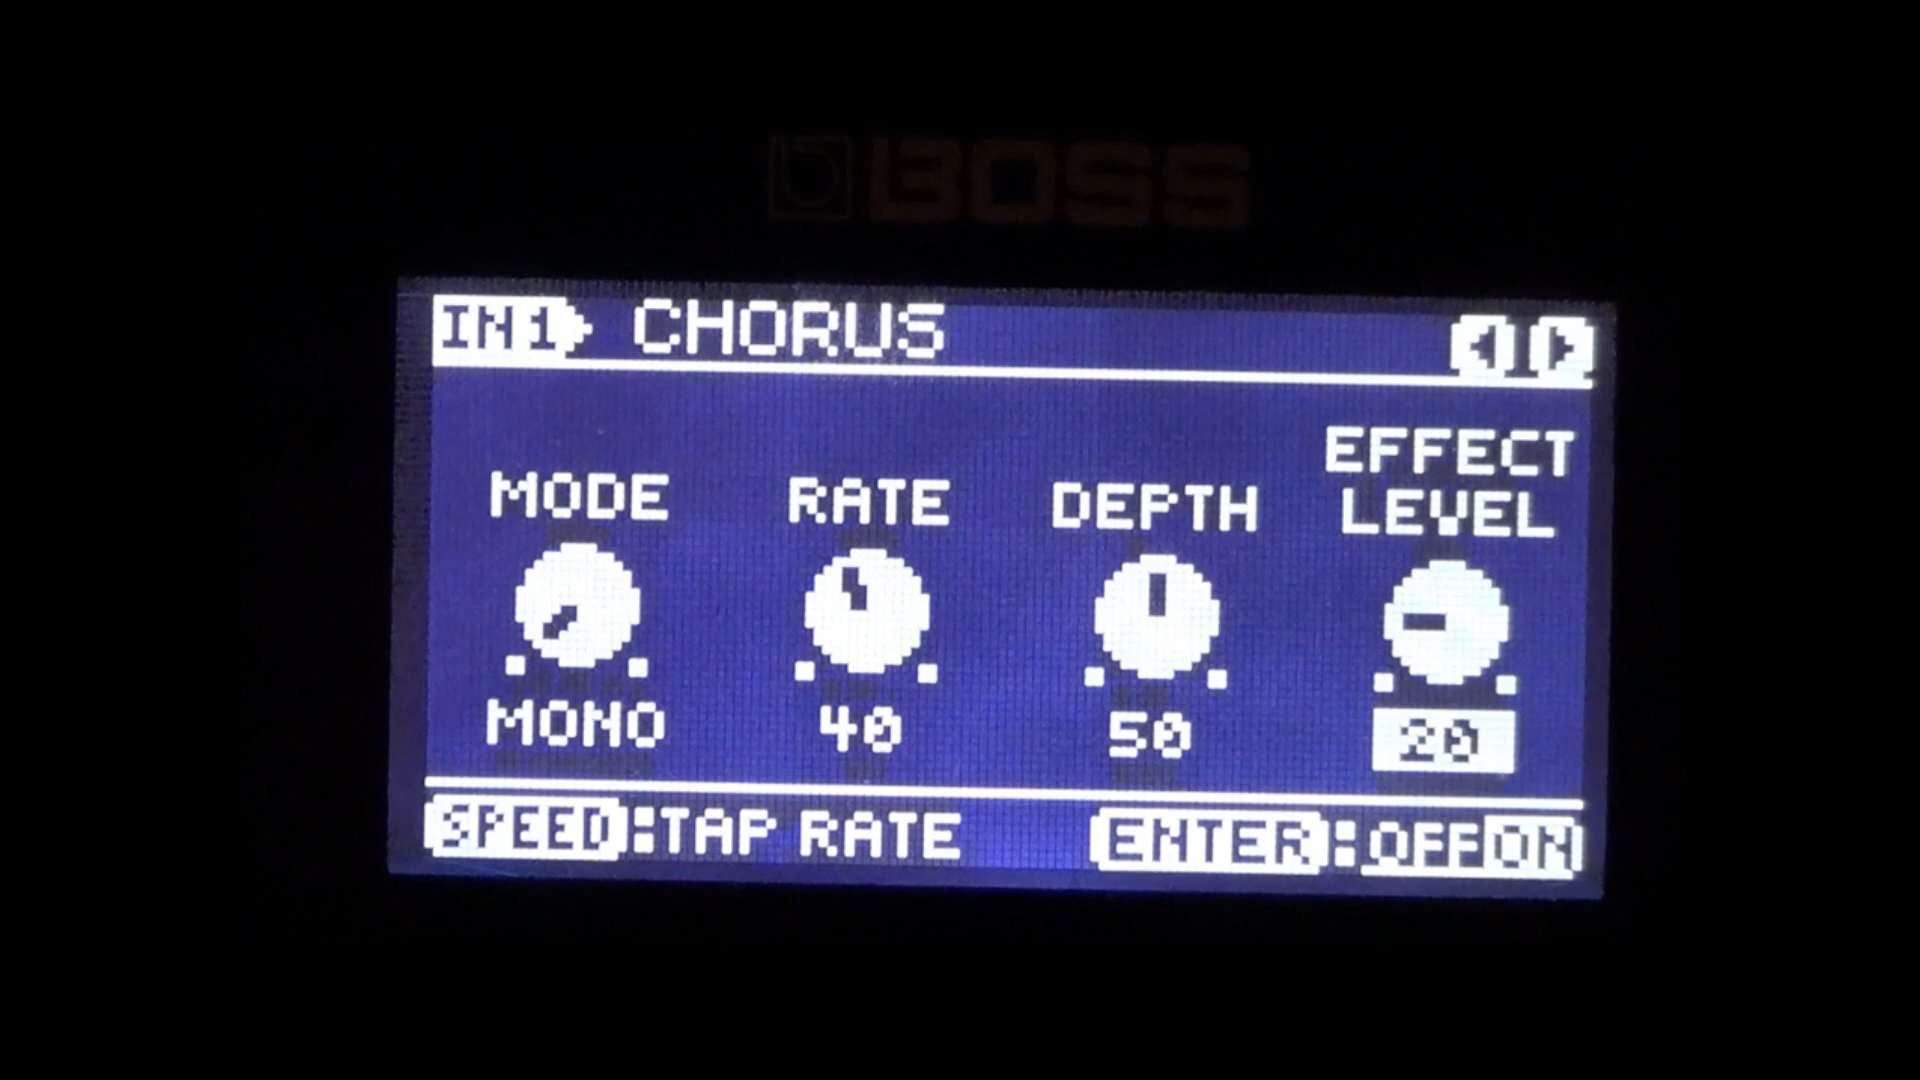 BOSS
IN1 CHORUS
MODE RATE DEPTH EFFECT LEVEL
MONO 40 50 20
SPEED:TAP RATE ENTER:OFF ON